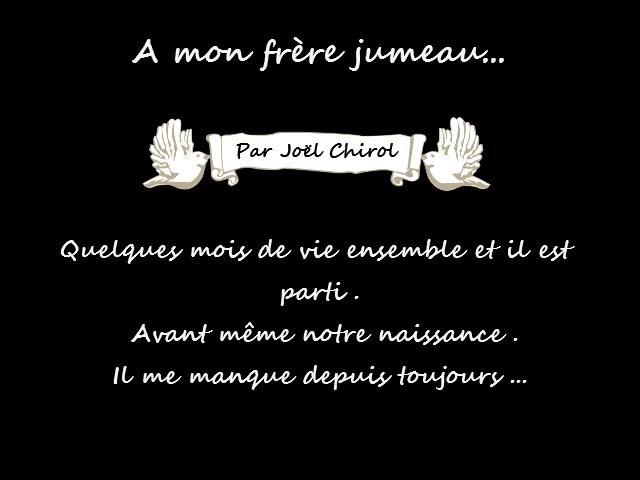 A mon frère jumeau...
Par Joël Chirol
Quelques mois de vie ensemble et il est
parti .
Avant même notre naissance .
Il me manque depuis toujours ...